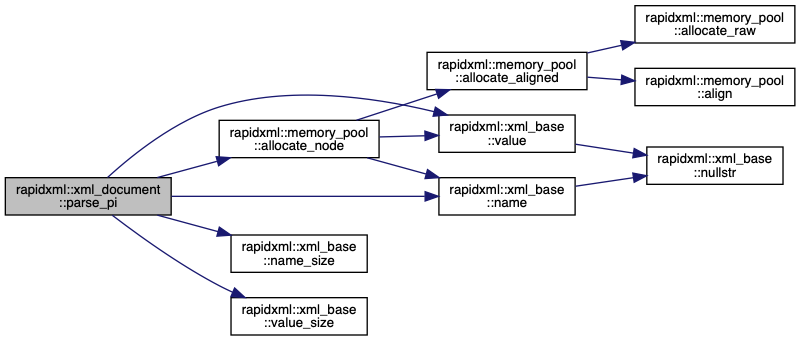 rapidxml::xml_document
::parse_pi
rapidxml::memory_pool
::allocate_node
rapidxml::xml_base
::name_size
rapidxml::xml_base
::value_size
rapidxml::memory_pool
::allocate_aligned
rapidxml::xml_base
::value
rapidxml::xml_base
::name
rapidxml::memory_pool
::allocate_raw
rapidxml::memory_pool
::align
rapidxml::xml_base
::nullstr